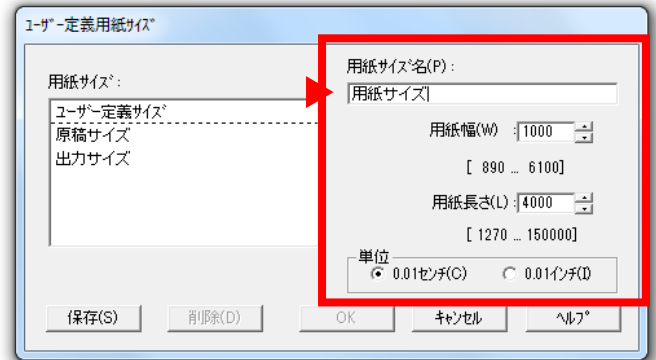 ﾕｰｻﾞｰ定義用紙ｻｲｽﾞ
用紙ｻｲｽﾞ:
ﾕｰｻﾞｰ定義ｻｲｽﾞ
原稿サイズ
出力サイズ
用紙ｻｲｽﾞ名(P):
用紙サイズ
用紙幅(W) :1000
[ 890 ... 6100]
用紙長さ(L):4000
[ 1270 ... 150000]
単位
0.01ｾﾝﾁ(C) 0.01ｲﾝﾁ(I)
保存(S) 削除(D) OK ｷｬﾝｾﾙ ﾍﾙﾌﾟ